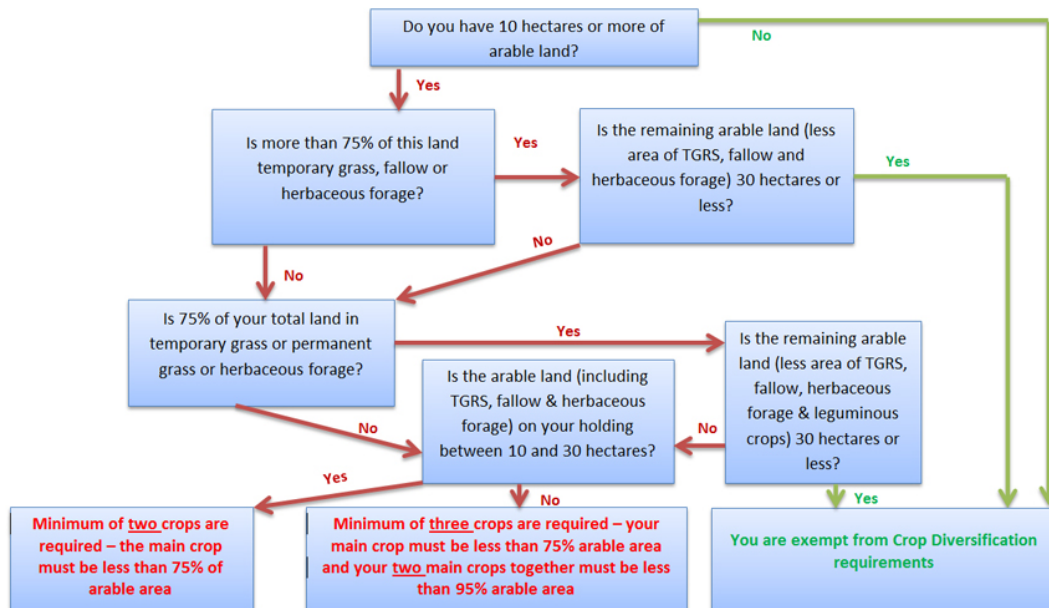 Do you have 10 hectares or more of
arable land?
No
Yes
Is more than 75% of this land
temporary grass, fallow or
herbaceous forage?
Yes
Is the remaining arable land (less
area of TGRS, fallow and
herbaceous forage) 30 hectares or
less?
Yes
No
No
Is 75% of your total land in
temporary grass or permanent
grass or herbaceous forage?
Yes
Is the remaining arable
land (less area of TGRS,
fallow, herbaceous
forage & leguminous
crops) 30 hectares or
less?
No
Is the arable land (including
TGRS, fallow & herbaceous
forage) on your holding
between 10 and 30 hectares?
No
Yes
No
Yes
Minimum of two crops are
required – the main crop
must be less than 75% of
arable area
Minimum of three crops are required – your
main crop must be less than 75% arable area
and your two main crops together must be less
than 95% arable area
You are exempt from Crop Diversification
requirements